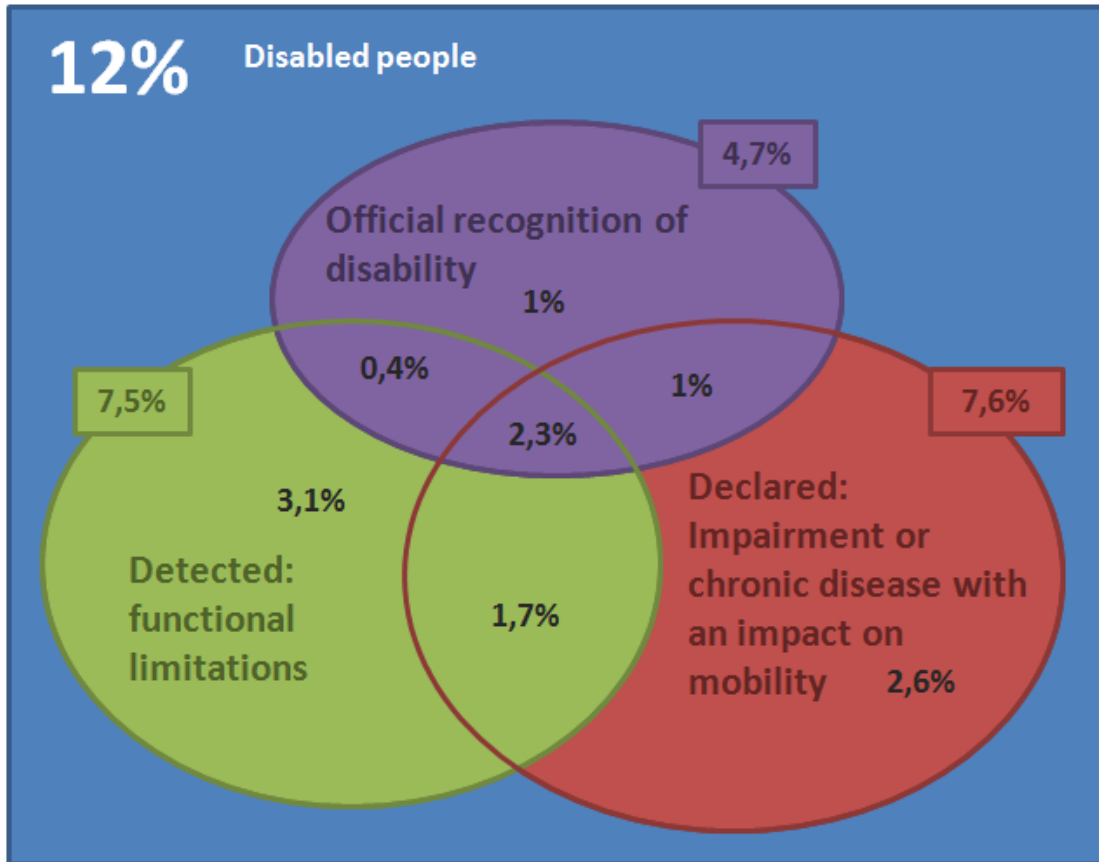 12% Disabled people
4,7%
Official recognition of
disability
1%
0,4%
1%
7,5%
7,6%
2,3%
3,1%
Detected:
functional
limitations
1,7%
Declared:
Impairment or
chronic disease with
an impact on
mobility 2,6%